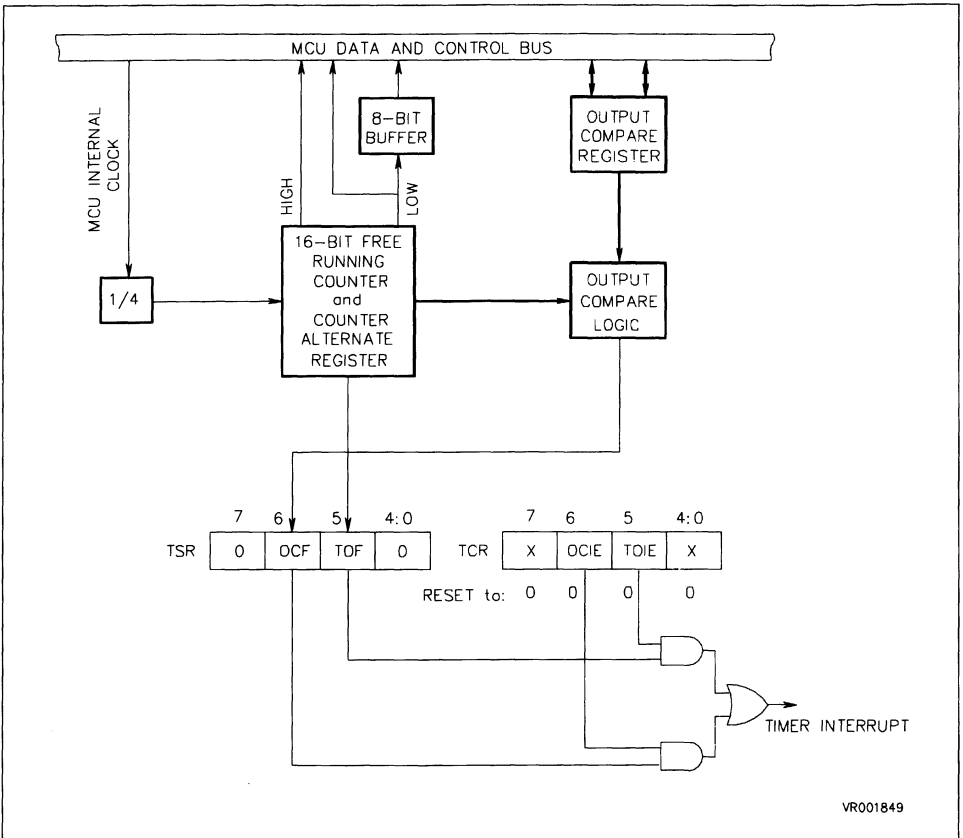 MCU DATA AND CONTROL BUS
MCU INTERNAL
CLOCK
8-BIT
BUFFER
OUTPUT
COMPARE
REGISTER
HIGH
LOW
1/4
16-BIT FREE
RUNNING
COUNTER
and
COUNTER
ALTERNATE
REGISTER
OUTPUT
COMPARE
LOGIC
7 6 5 4:0
TSR 0 OCF TOF 0
7 6 5 4:0
TCR X OCIE TOIE X
RESET to: 0 0 0 0
TIMER INTERRUPT
VR001849